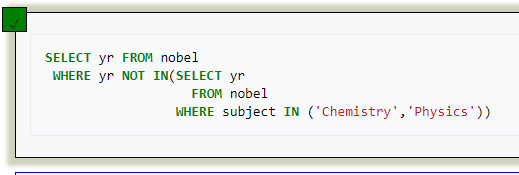 SELECT yr FROM nobel
WHERE yr NOT IN(SELECT yr
FROM nobel
WHERE subject IN ('Chemistry','Physics'))